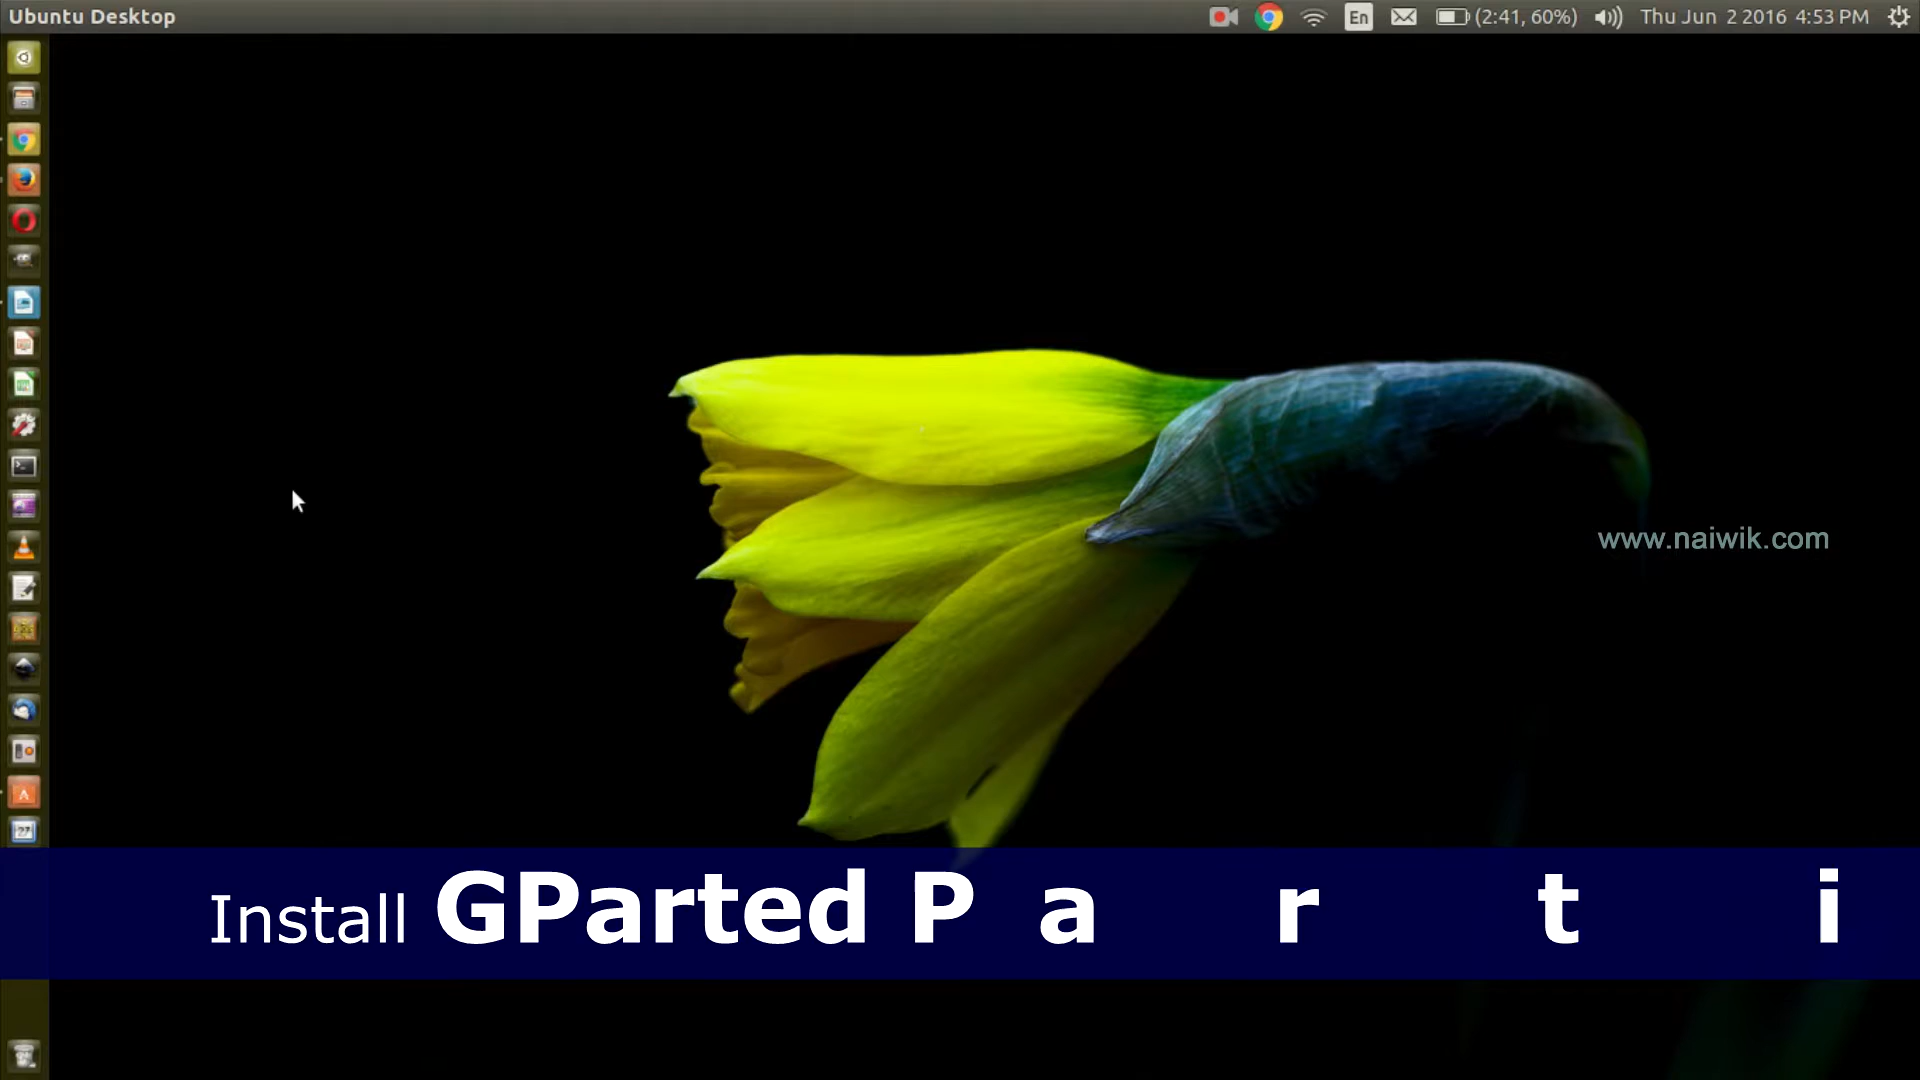 Ubuntu Desktop
En
(2:41, 60%)
Thu Jun 2 2016 4:53 PM
www.naiwik.com
Install GParted P a r t i